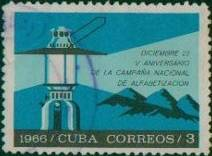 DICIEMBRE 22
V ANIVERSARIO
DE LA CAMPAÑA NACIONAL
DE ALFABETIZACION
1966/CUBA CORREOS/3